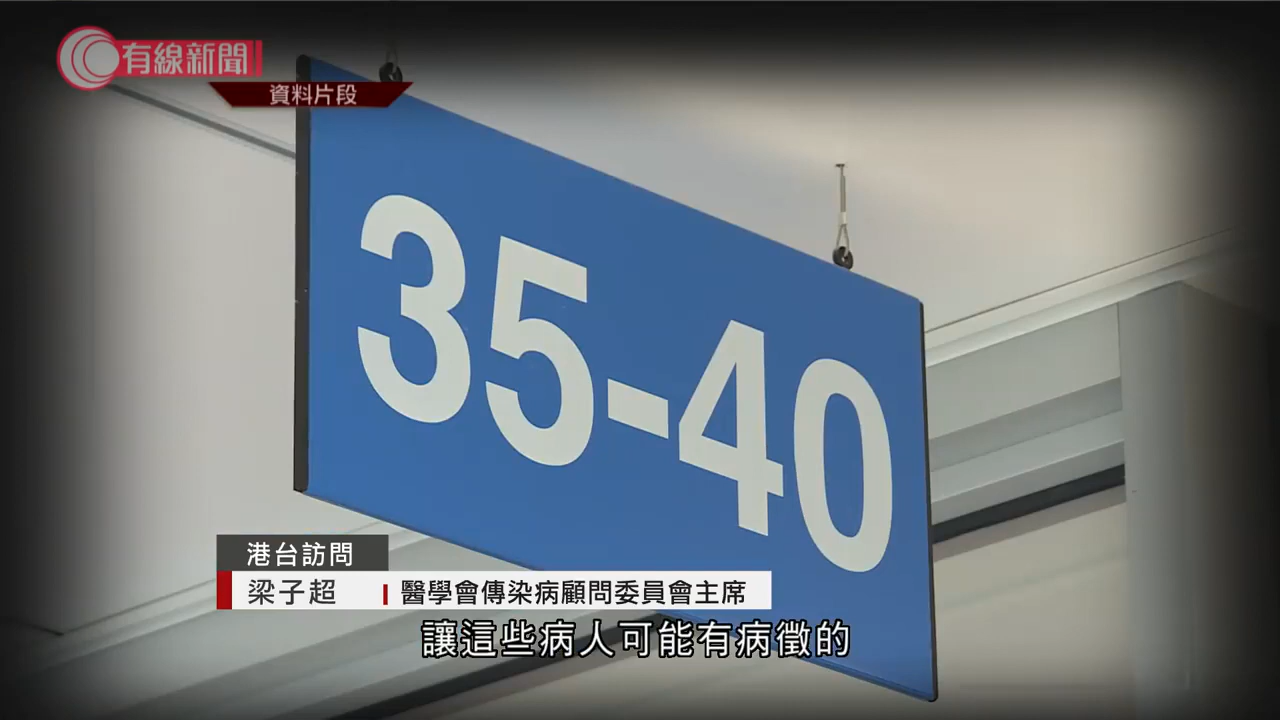 有線新聞
資料片段
35-40
港台訪問
梁子超
醫學會傳染病顧問委員會主席
讓這些病人可能有病徵的